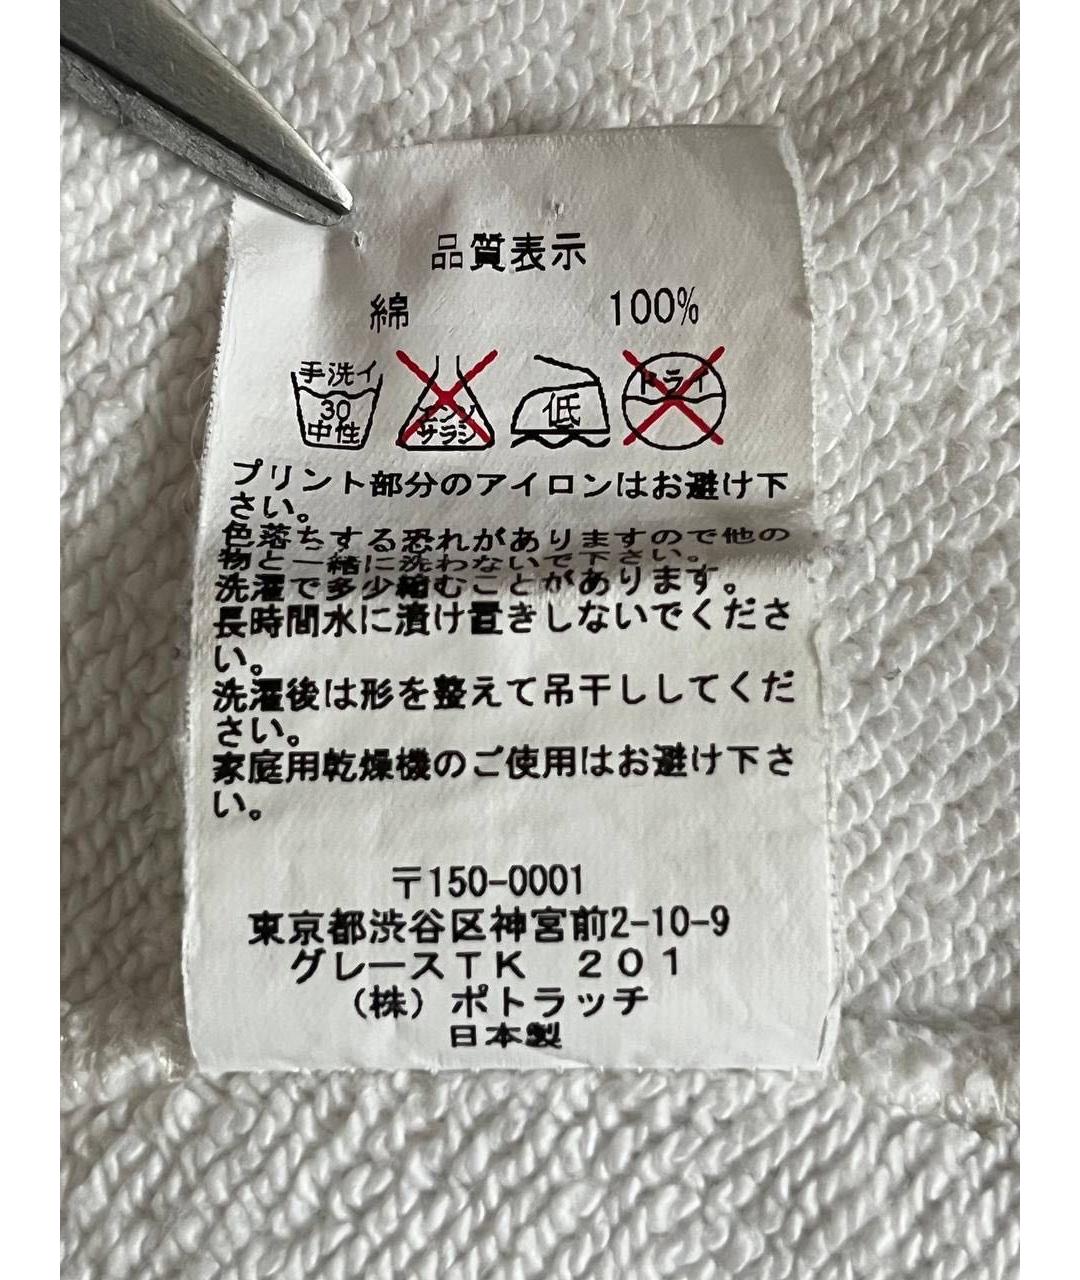 品質表示
綿 100%
手洗イ
30
中性
エンソ
サラシ
低
ドライ
プリント部分のアイロンはお避け下
さい。
色落ちする恐れがありますので他の
物と一緒に洗わないで下さい。
洗濯で多少縮むことがあります。
長時間水に漬け置きしないでくださ
い。
洗濯後は形を整えて吊干ししてくだ
さい。
家庭用乾燥機のご使用はお避け下さ
い。
〒150-0001
東京都渋谷区神宮前2-10-9
グレースTK 201
（株）ポトラッチ
日本製